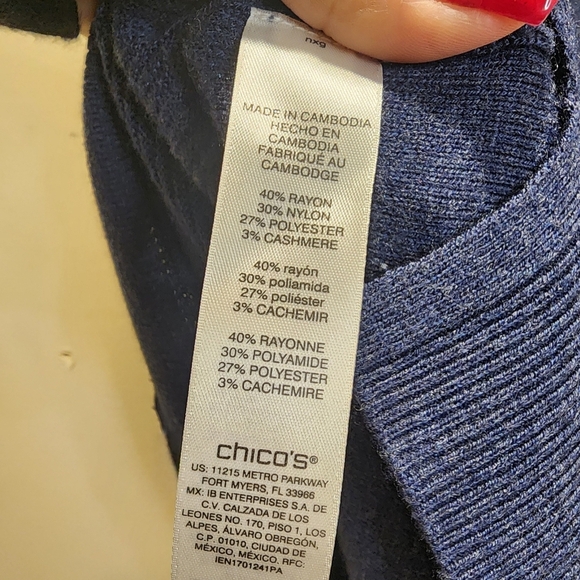 nxg
MADE IN CAMBODIA
HECHO EN
CAMBODIA
FABRIQUÉ AU
CAMBODGE
40% RAYON
30% NYLON
27% POLYESTER
3% CASHMERE
40% rayón
30% poliamida
27% poliéster
3% CACHEMIR
40% RAYONNE
30% POLYAMIDE
27% POLYESTER
3% CACHEMIRE
chico's®
US: 11215 METRO PARKWAY
FORT MYERS, FL 33966
MX: IB ENTERPRISES S.A. DE
C.V. CALZADA DE LOS
LEONES NO. 170, PISO 1, LOS
ALPES, ÁLVARO OBREGÓN,
C.P. 01010, CIUDAD DE
MÉXICO, MÉXICO. RFC:
IEN1701241PA